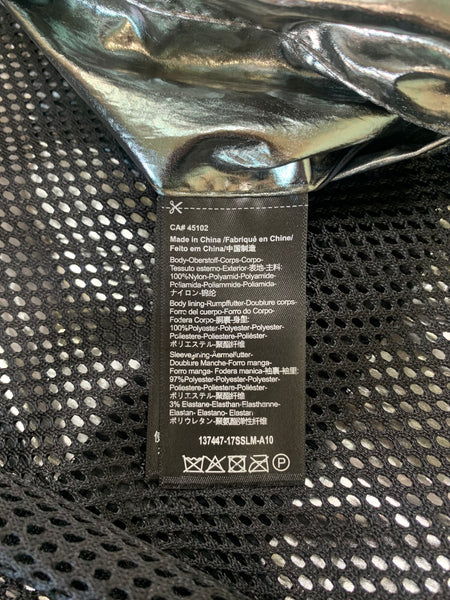 CA# 45102
Made in China /Fabriqué en Chine/
Feito em China/中国制造
Body-Oberstoff-Corps-Corpo-
Tessuto esterno-Exterior-表地-主料:
100%Nylon-Polyamid-Polyamide-
Poliamida-Poliammide-Poliamida-
ナイロン-锦纶
Body lining-Rumpffutter-Doublure corps-
Forro del cuerpo-Forro do Corpo-
Fodera Corpo-胴裏-里料:
100%Polyester-Polyester-Polyester-
Poliestere-Poliestere-Poliéster-
ポリエステル-聚酯纤维
Sleeve lining-Aermelfutter-
Doublure Manche-Forro manga-
Forro manga- Fodera manica-袖裏-袖里:
97%Polyester-Polyester-Polyester-
Poliestere-Poliestere-Poliéster-
ポリエステル-聚酯纤维
3% Elastane-Elasthan-Elasthanne-
Elastan- Elastano- Elastan-
ポリウレタン-聚氨酯弹性纤维
137447-17SSLM-A10
P